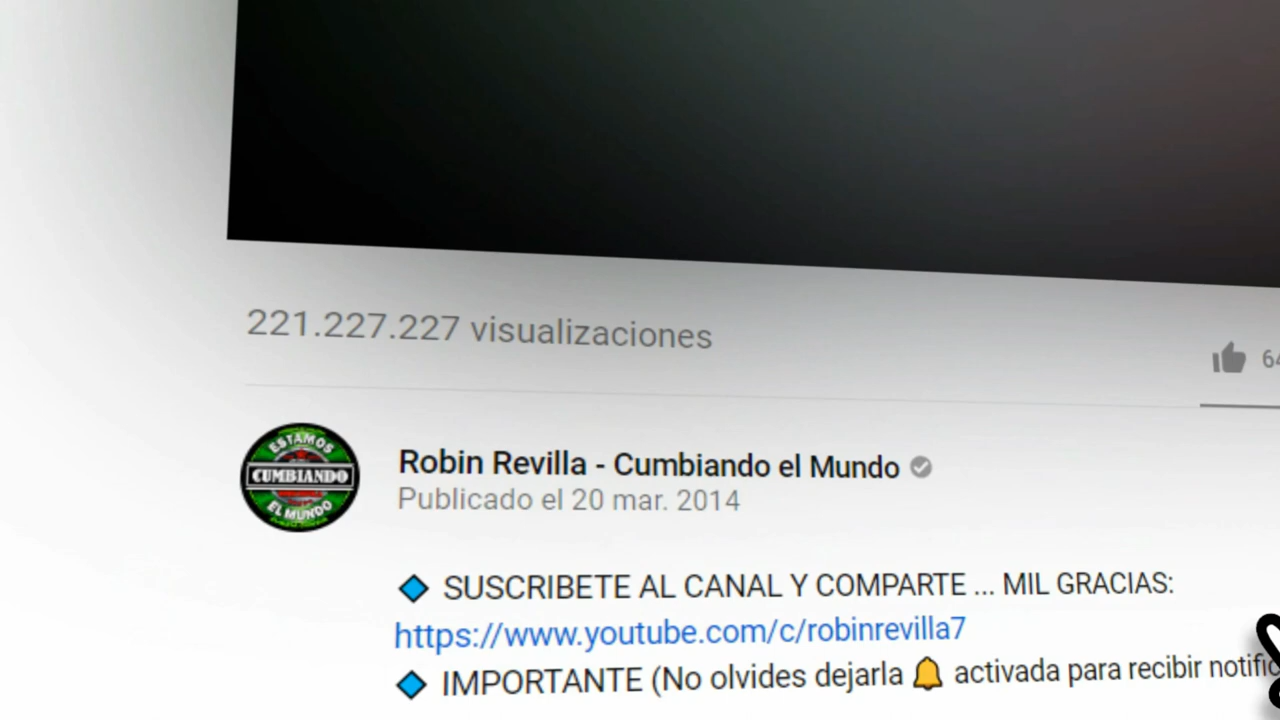 221.227.227 visualizaciones
64
ESTAMOS
CUMBIANDO
EL MUNDO
Robin Revilla - Cumbiando el Mundo
Publicado el 20 mar. 2014
SUSCRIBETE AL CANAL Y COMPARTE ... MIL GRACIAS:
https://www.youtube.com/c/robinrevilla7
IMPORTANTE (No olvides dejarla 🔔 activada para recibir notific